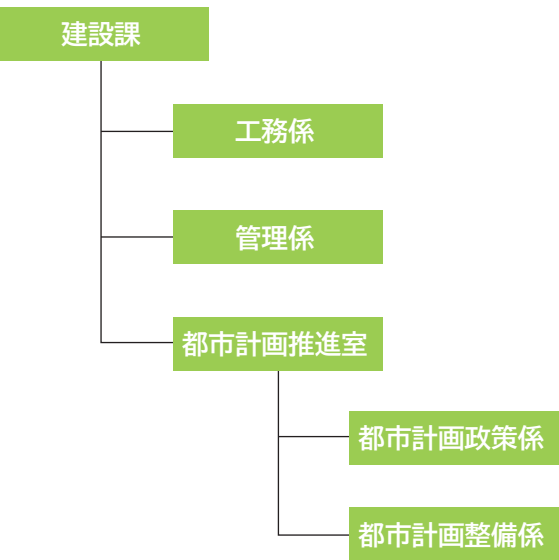 建設課
工務係
管理係
都市計画推進室
都市計画政策係
都市計画整備係